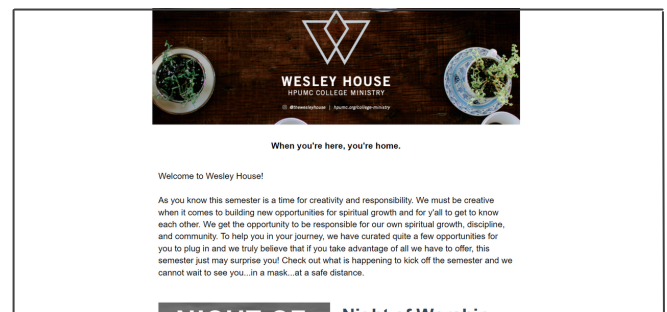 WESLEY HOUSE
HPUMC COLLEGE MINISTRY
@thewesleyhouse | hpumc.org/college-ministry
When you're here, you're home.
Welcome to Wesley House!
As you know this semester is a time for creativity and responsibility. We must be creative
when it comes to building new opportunities for spiritual growth and for y'all to get to know
each other. We get the opportunity to be responsible for our own spiritual growth, discipline,
and community. To help you in your journey, we have curated quite a few opportunities for
you to plug in and we truly believe that if you take advantage of all we have to offer, this
semester just may surprise you! Check out what is happening to kick off the semester and we
cannot wait to see you...in a mask...at a safe distance.
NIGHT OF
Night of Worship